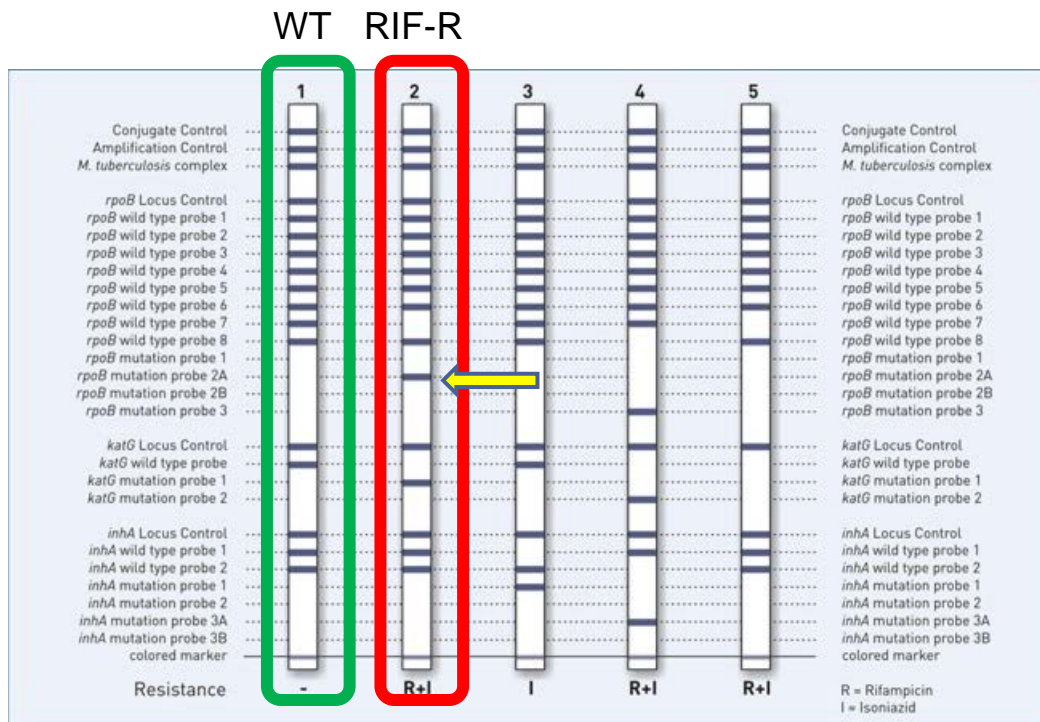 WT RIF-R
1 2 3 4 5
Conjugate Control Conjugate Control
Amplification Control Amplification Control
M. tuberculosis complex M. tuberculosis complex
rpoB Locus Control rpoB Locus Control
rpoB wild type probe 1 rpoB wild type probe 1
rpoB wild type probe 2 rpoB wild type probe 2
rpoB wild type probe 3 rpoB wild type probe 3
rpoB wild type probe 4 rpoB wild type probe 4
rpoB wild type probe 5 rpoB wild type probe 5
rpoB wild type probe 6 rpoB wild type probe 6
rpoB wild type probe 7 rpoB wild type probe 7
rpoB wild type probe 8 rpoB wild type probe 8
rpoB mutation probe 1 rpoB mutation probe 1
rpoB mutation probe 2A rpoB mutation probe 2A
rpoB mutation probe 2B rpoB mutation probe 2B
rpoB mutation probe 3 rpoB mutation probe 3
katG Locus Control katG Locus Control
katG wild type probe katG wild type probe
katG mutation probe 1 katG mutation probe 1
katG mutation probe 2 katG mutation probe 2
inhA Locus Control inhA Locus Control
inhA wild type probe 1 inhA wild type probe 1
inhA wild type probe 2 inhA wild type probe 2
inhA mutation probe 1 inhA mutation probe 1
inhA mutation probe 2 inhA mutation probe 2
inhA mutation probe 3A inhA mutation probe 3A
inhA mutation probe 3B inhA mutation probe 3B
colored marker colored marker
Resistance - R+I I R+I R+I R = Rifampicin
I = Isoniazid